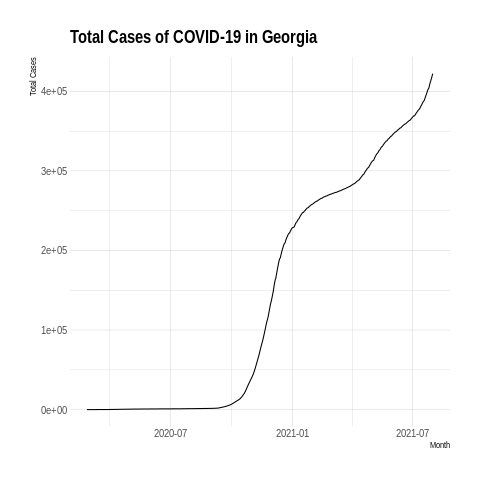 Total Cases of COVID-19 in Georgia
Total Cases
4e+05
3e+05
2e+05
1e+05
0e+00
2020-07
2021-01
2021-07
Month